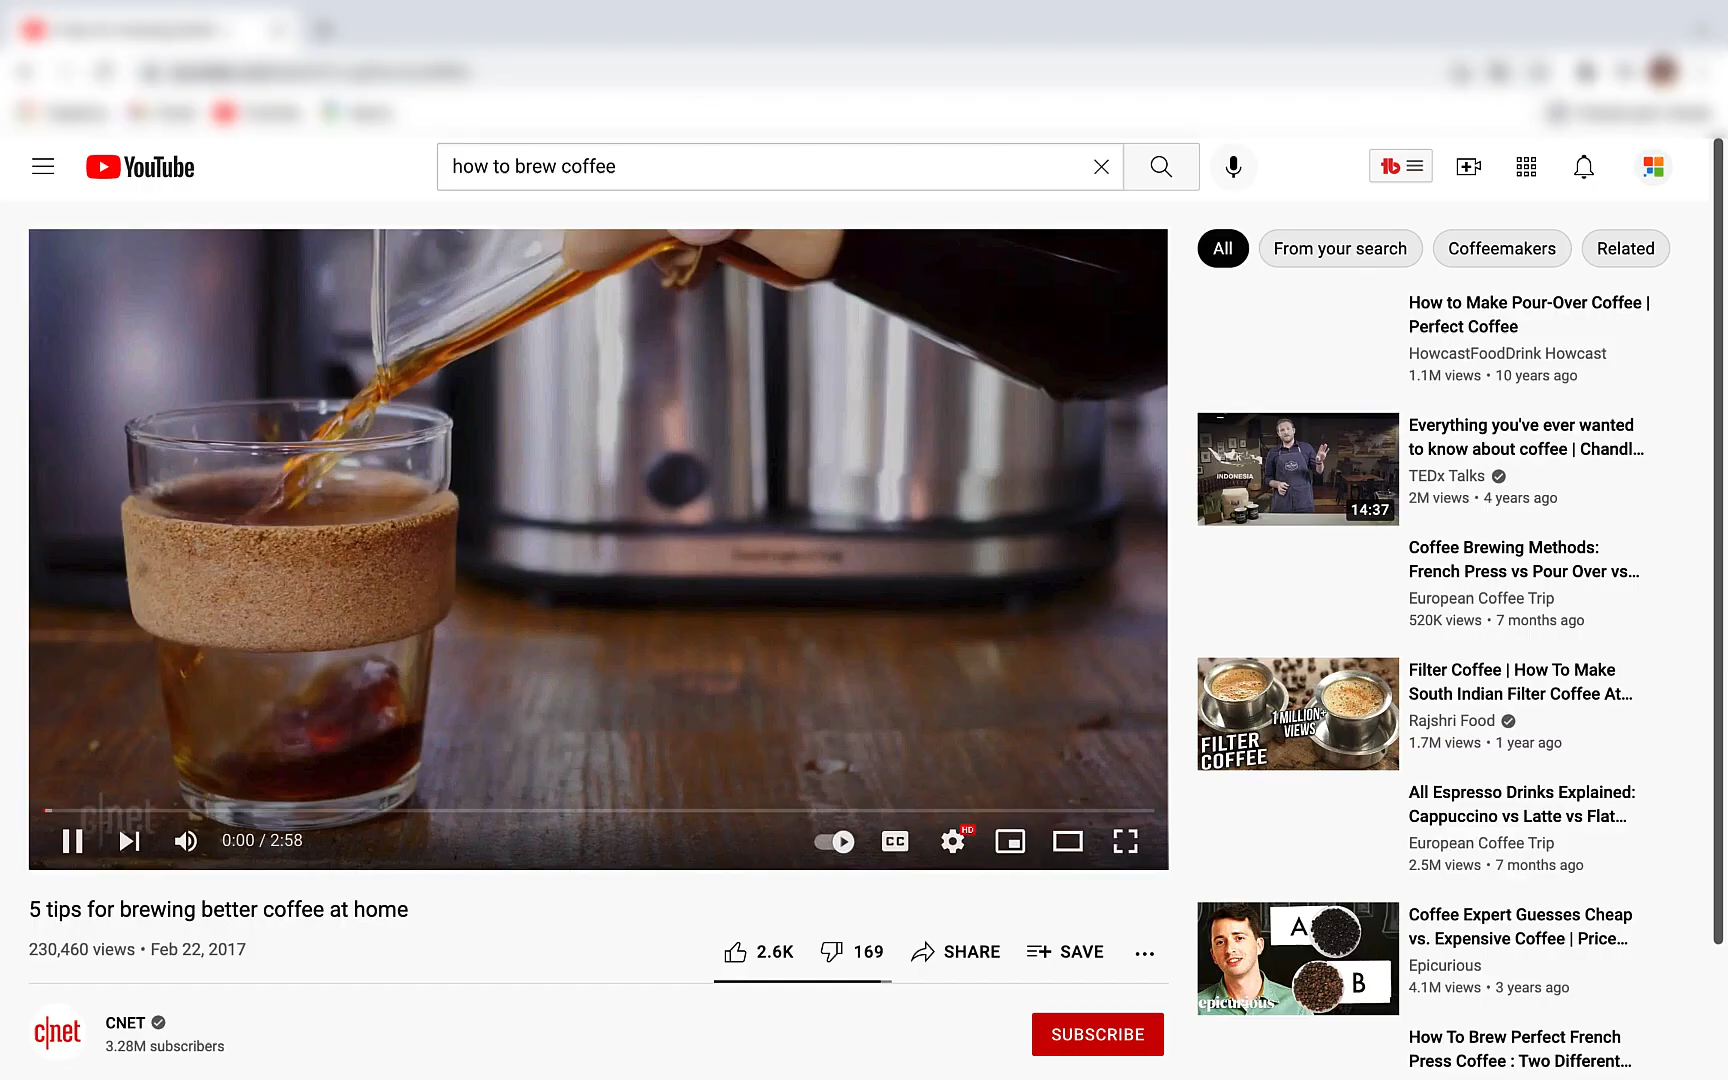 YouTube
how to brew coffee
All
From your search
Coffeemakers
Related
cnet
0:00 / 2:58
CC
HD
5 tips for brewing better coffee at home
230,460 views • Feb 22, 2017
2.6K
169
SHARE
SAVE
c|net
CNET
3.28M subscribers
SUBSCRIBE
How to Make Pour-Over Coffee |
Perfect Coffee
HowcastFoodDrink Howcast
1.1M views • 10 years ago
INDONESIA
14:37
Everything you've ever wanted
to know about coffee | Chandl...
TEDx Talks
2M views • 4 years ago
Coffee Brewing Methods:
French Press vs Pour Over vs...
European Coffee Trip
520K views • 7 months ago
1 MILLION+
VIEWS
FILTER
COFFEE
Filter Coffee | How To Make
South Indian Filter Coffee At...
Rajshri Food
1.7M views • 1 year ago
All Espresso Drinks Explained:
Cappuccino vs Latte vs Flat...
European Coffee Trip
2.5M views • 7 months ago
A
B
epicurious
Coffee Expert Guesses Cheap
vs. Expensive Coffee | Price...
Epicurious
4.1M views • 3 years ago
How To Brew Perfect French
Press Coffee : Two Different...